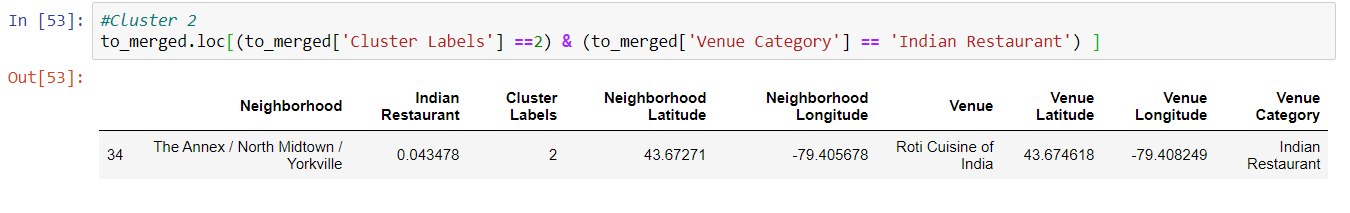 In [53]: #Cluster 2
to_merged.loc[(to_merged['Cluster Labels'] ==2) & (to_merged['Venue Category'] == 'Indian Restaurant') ]
Out[53]:
Neighborhood Indian Restaurant Cluster Labels Neighborhood Latitude Neighborhood Longitude Venue Venue Latitude Venue Longitude Venue Category
34 The Annex / North Midtown / Yorkville 0.043478 2 43.67271 -79.405678 Roti Cuisine of India 43.674618 -79.408249 Indian Restaurant